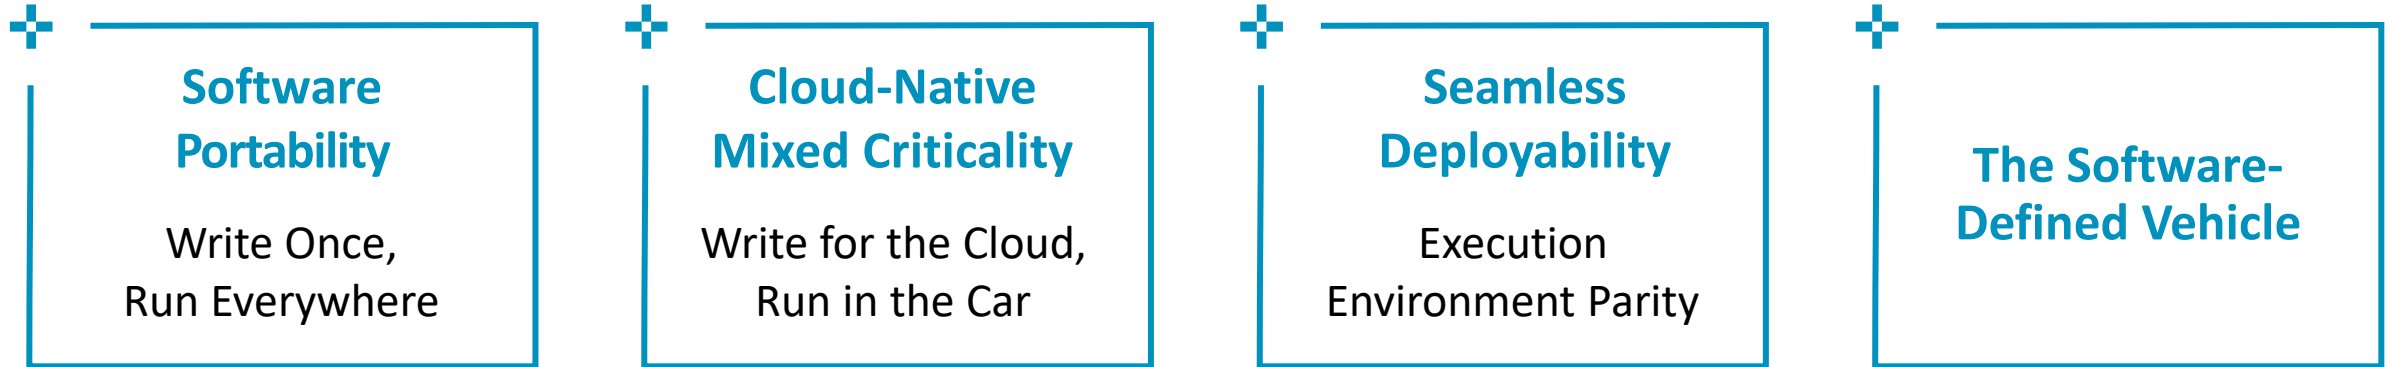 Software
Portability
Write Once,
Run Everywhere
Cloud-Native
Mixed Criticality
Write for the Cloud,
Run in the Car
Seamless
Deployability
Execution
Environment Parity
The Software-
Defined Vehicle